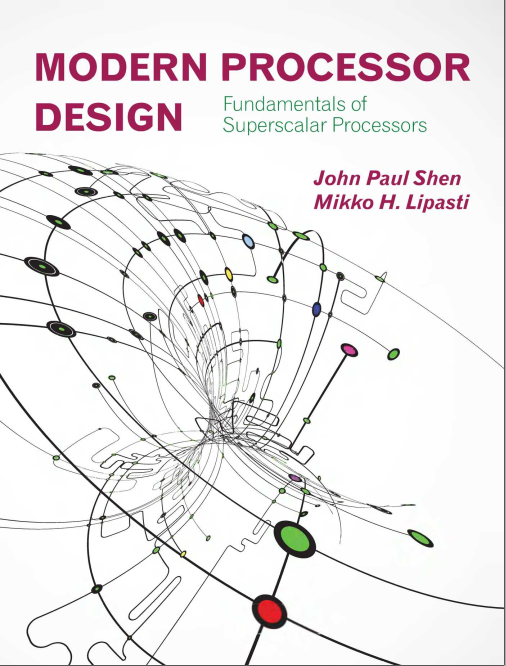 MODERN PROCESSOR
DESIGN
Fundamentals of
Superscalar Processors
John Paul Shen
Mikko H. Lipasti